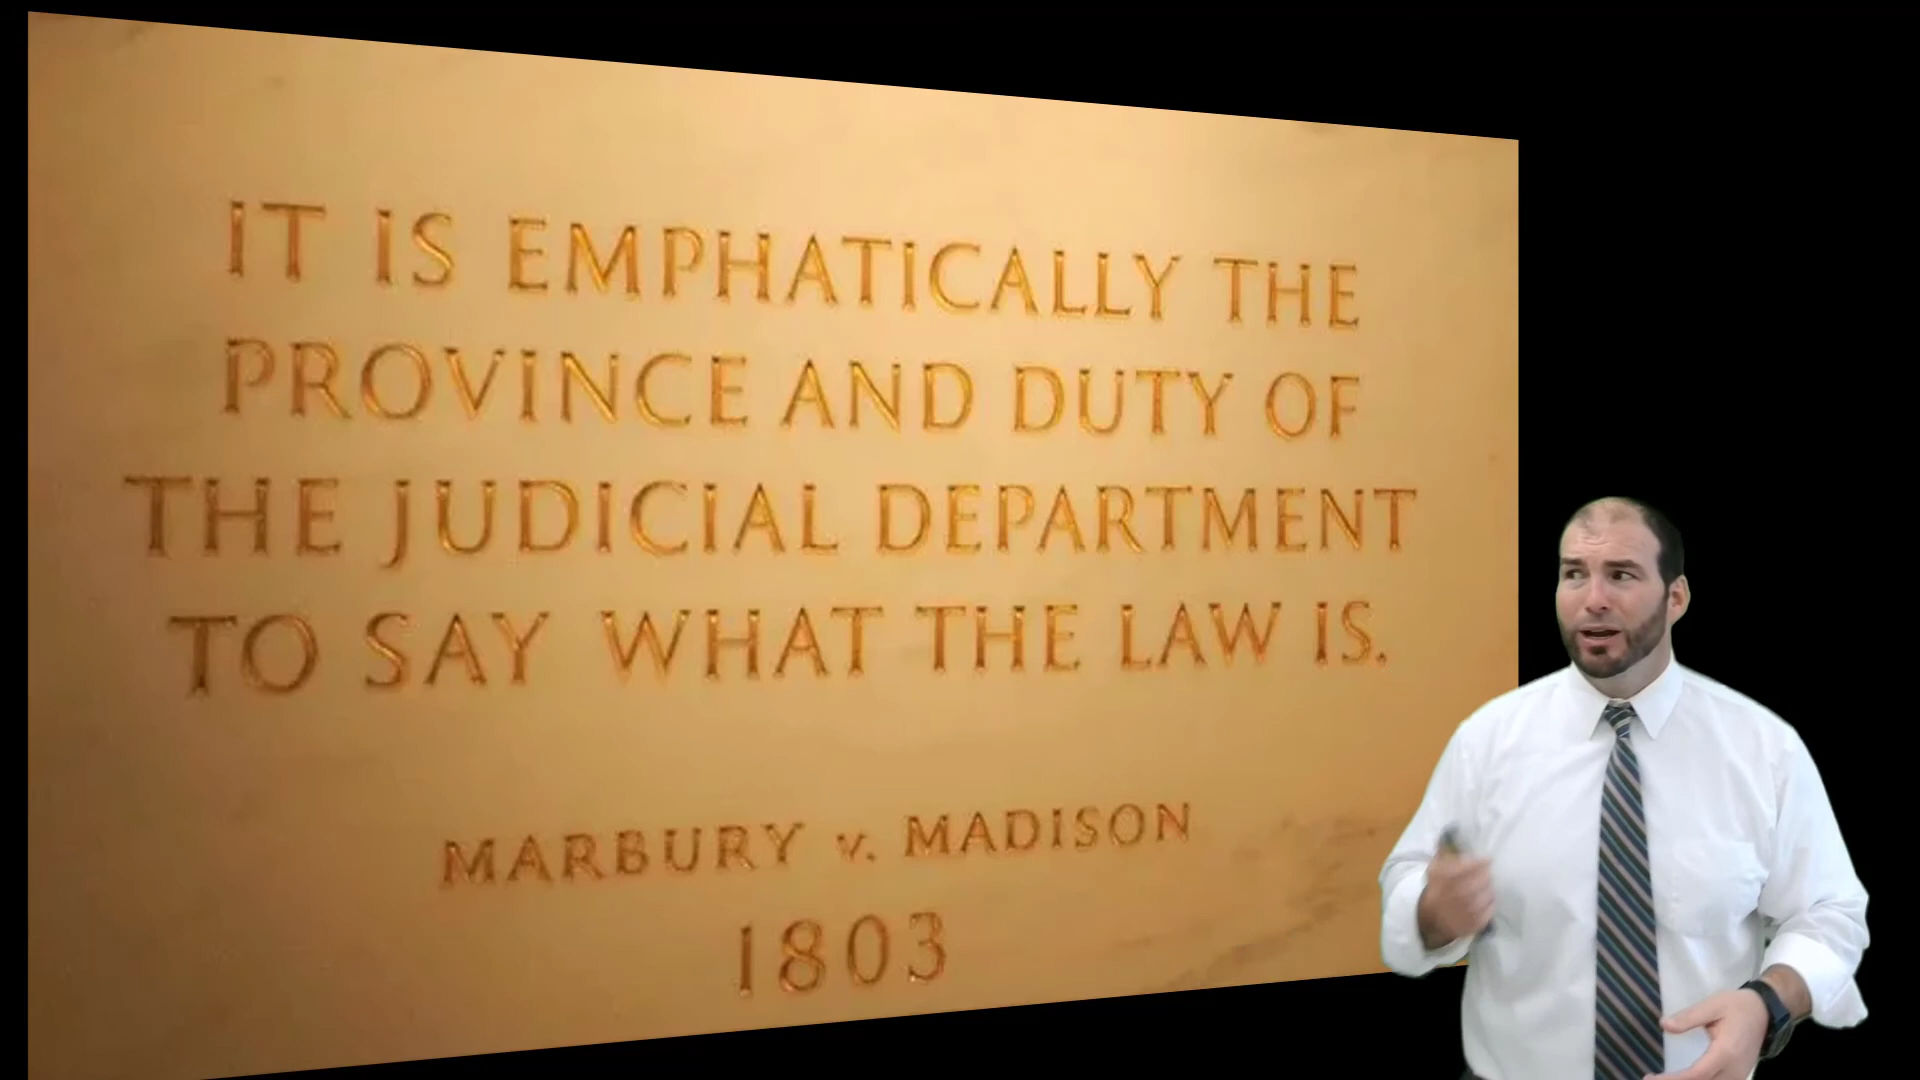 IT IS EMPHATICALLY THE
PROVINCE AND DUTY OF
THE JUDICIAL DEPARTMENT
TO SAY WHAT THE LAW IS.
MARBURY v. MADISON
1803